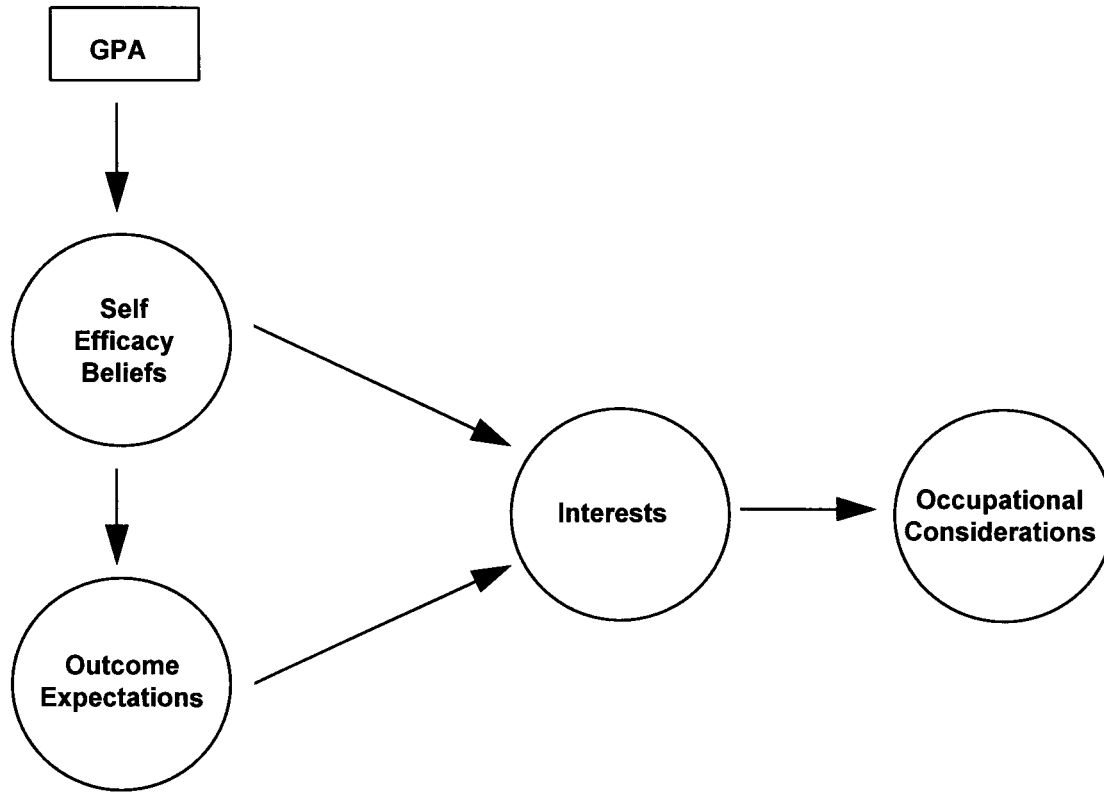 GPA
Self
Efficacy
Beliefs
Outcome
Expectations
Interests
Occupational
Considerations